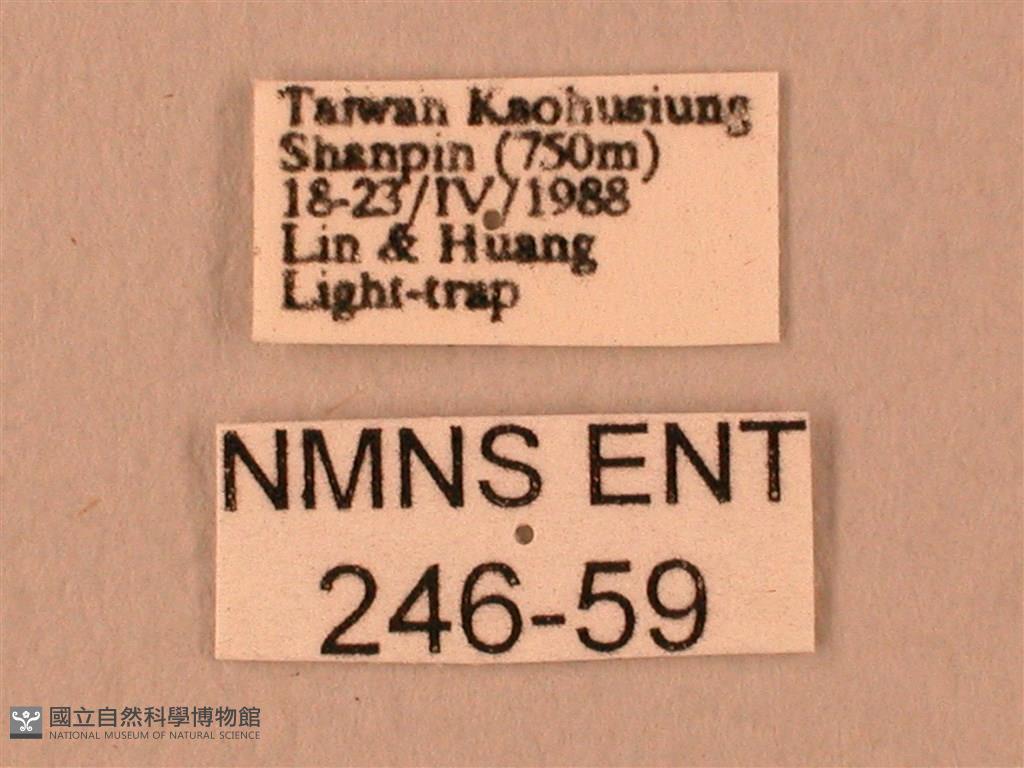 Taiwan Kaohusiung
Shanpin (750m)
18-23/IV/1988
Lin & Huang
Light-trap
NMNS ENT
246-59
國立自然科學博物館
NATIONAL MUSEUM OF NATURAL SCIENCE